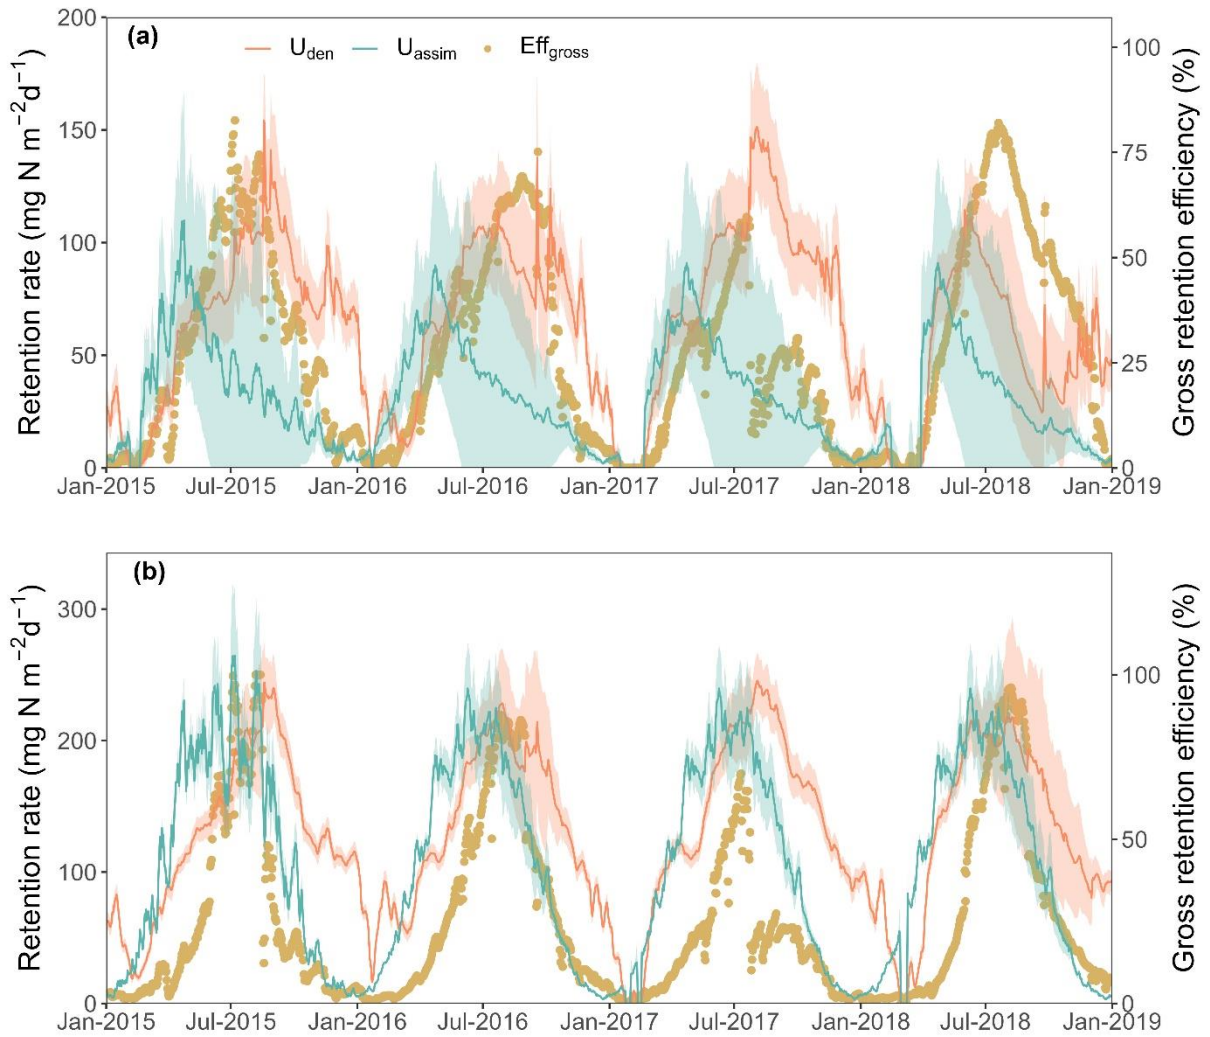 (a)
U_den U_assim Eff_gross
Retention rate (mg N m⁻²d⁻¹)
200
150
100
50
0
Gross retention efficiency (%)
100
75
50
25
0
Jan-2015 Jul-2015 Jan-2016 Jul-2016 Jan-2017 Jul-2017 Jan-2018 Jul-2018 Jan-2019
(b)
Retention rate (mg N m⁻²d⁻¹)
300
200
100
0
Gross retention efficiency (%)
100
50
0
Jan-2015 Jul-2015 Jan-2016 Jul-2016 Jan-2017 Jul-2017 Jan-2018 Jul-2018 Jan-2019